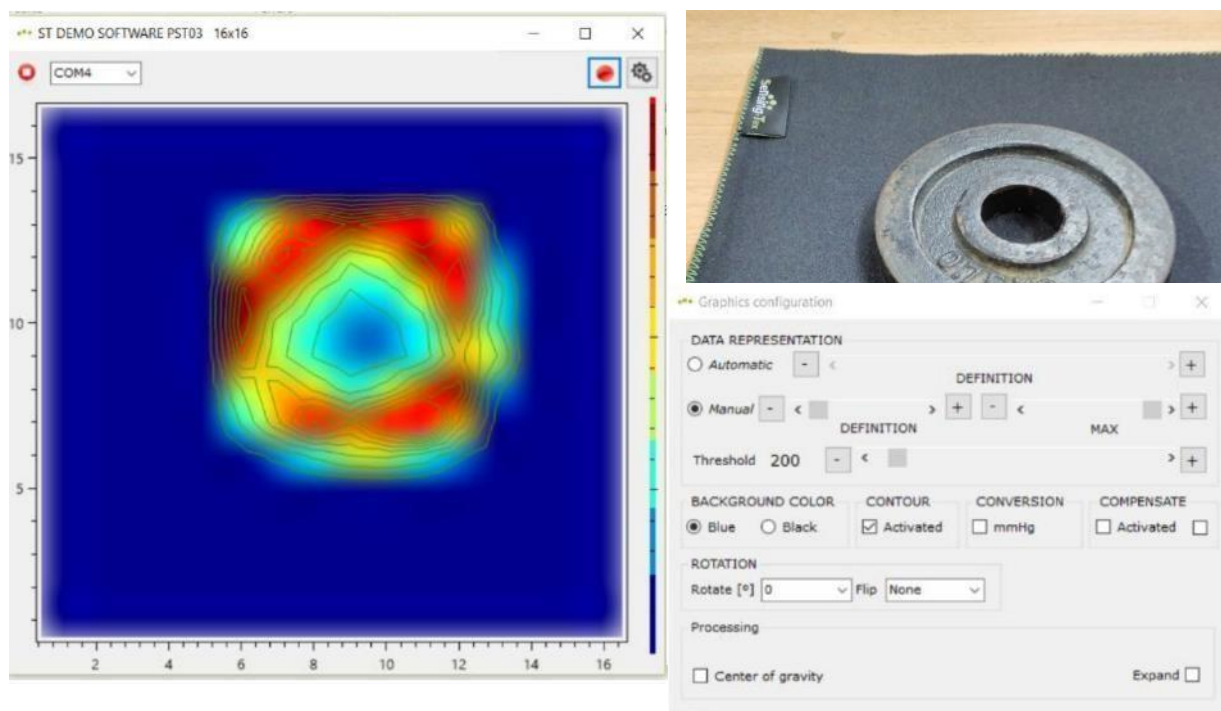 ST DEMO SOFTWARE PST03 16x16
COM4
15
10
5
2 4 6 8 10 12 14 16
SensingTex
Graphics configuration
DATA REPRESENTATION
Automatic - < > +
DEFINITION
Manual - < > + - < > +
DEFINITION MAX
Threshold 200 - < > +
BACKGROUND COLOR CONTOUR CONVERSION COMPENSATE
Blue Black Activated mmHg Activated
ROTATION
Rotate [º] 0 Flip None
Processing
Center of gravity Expand